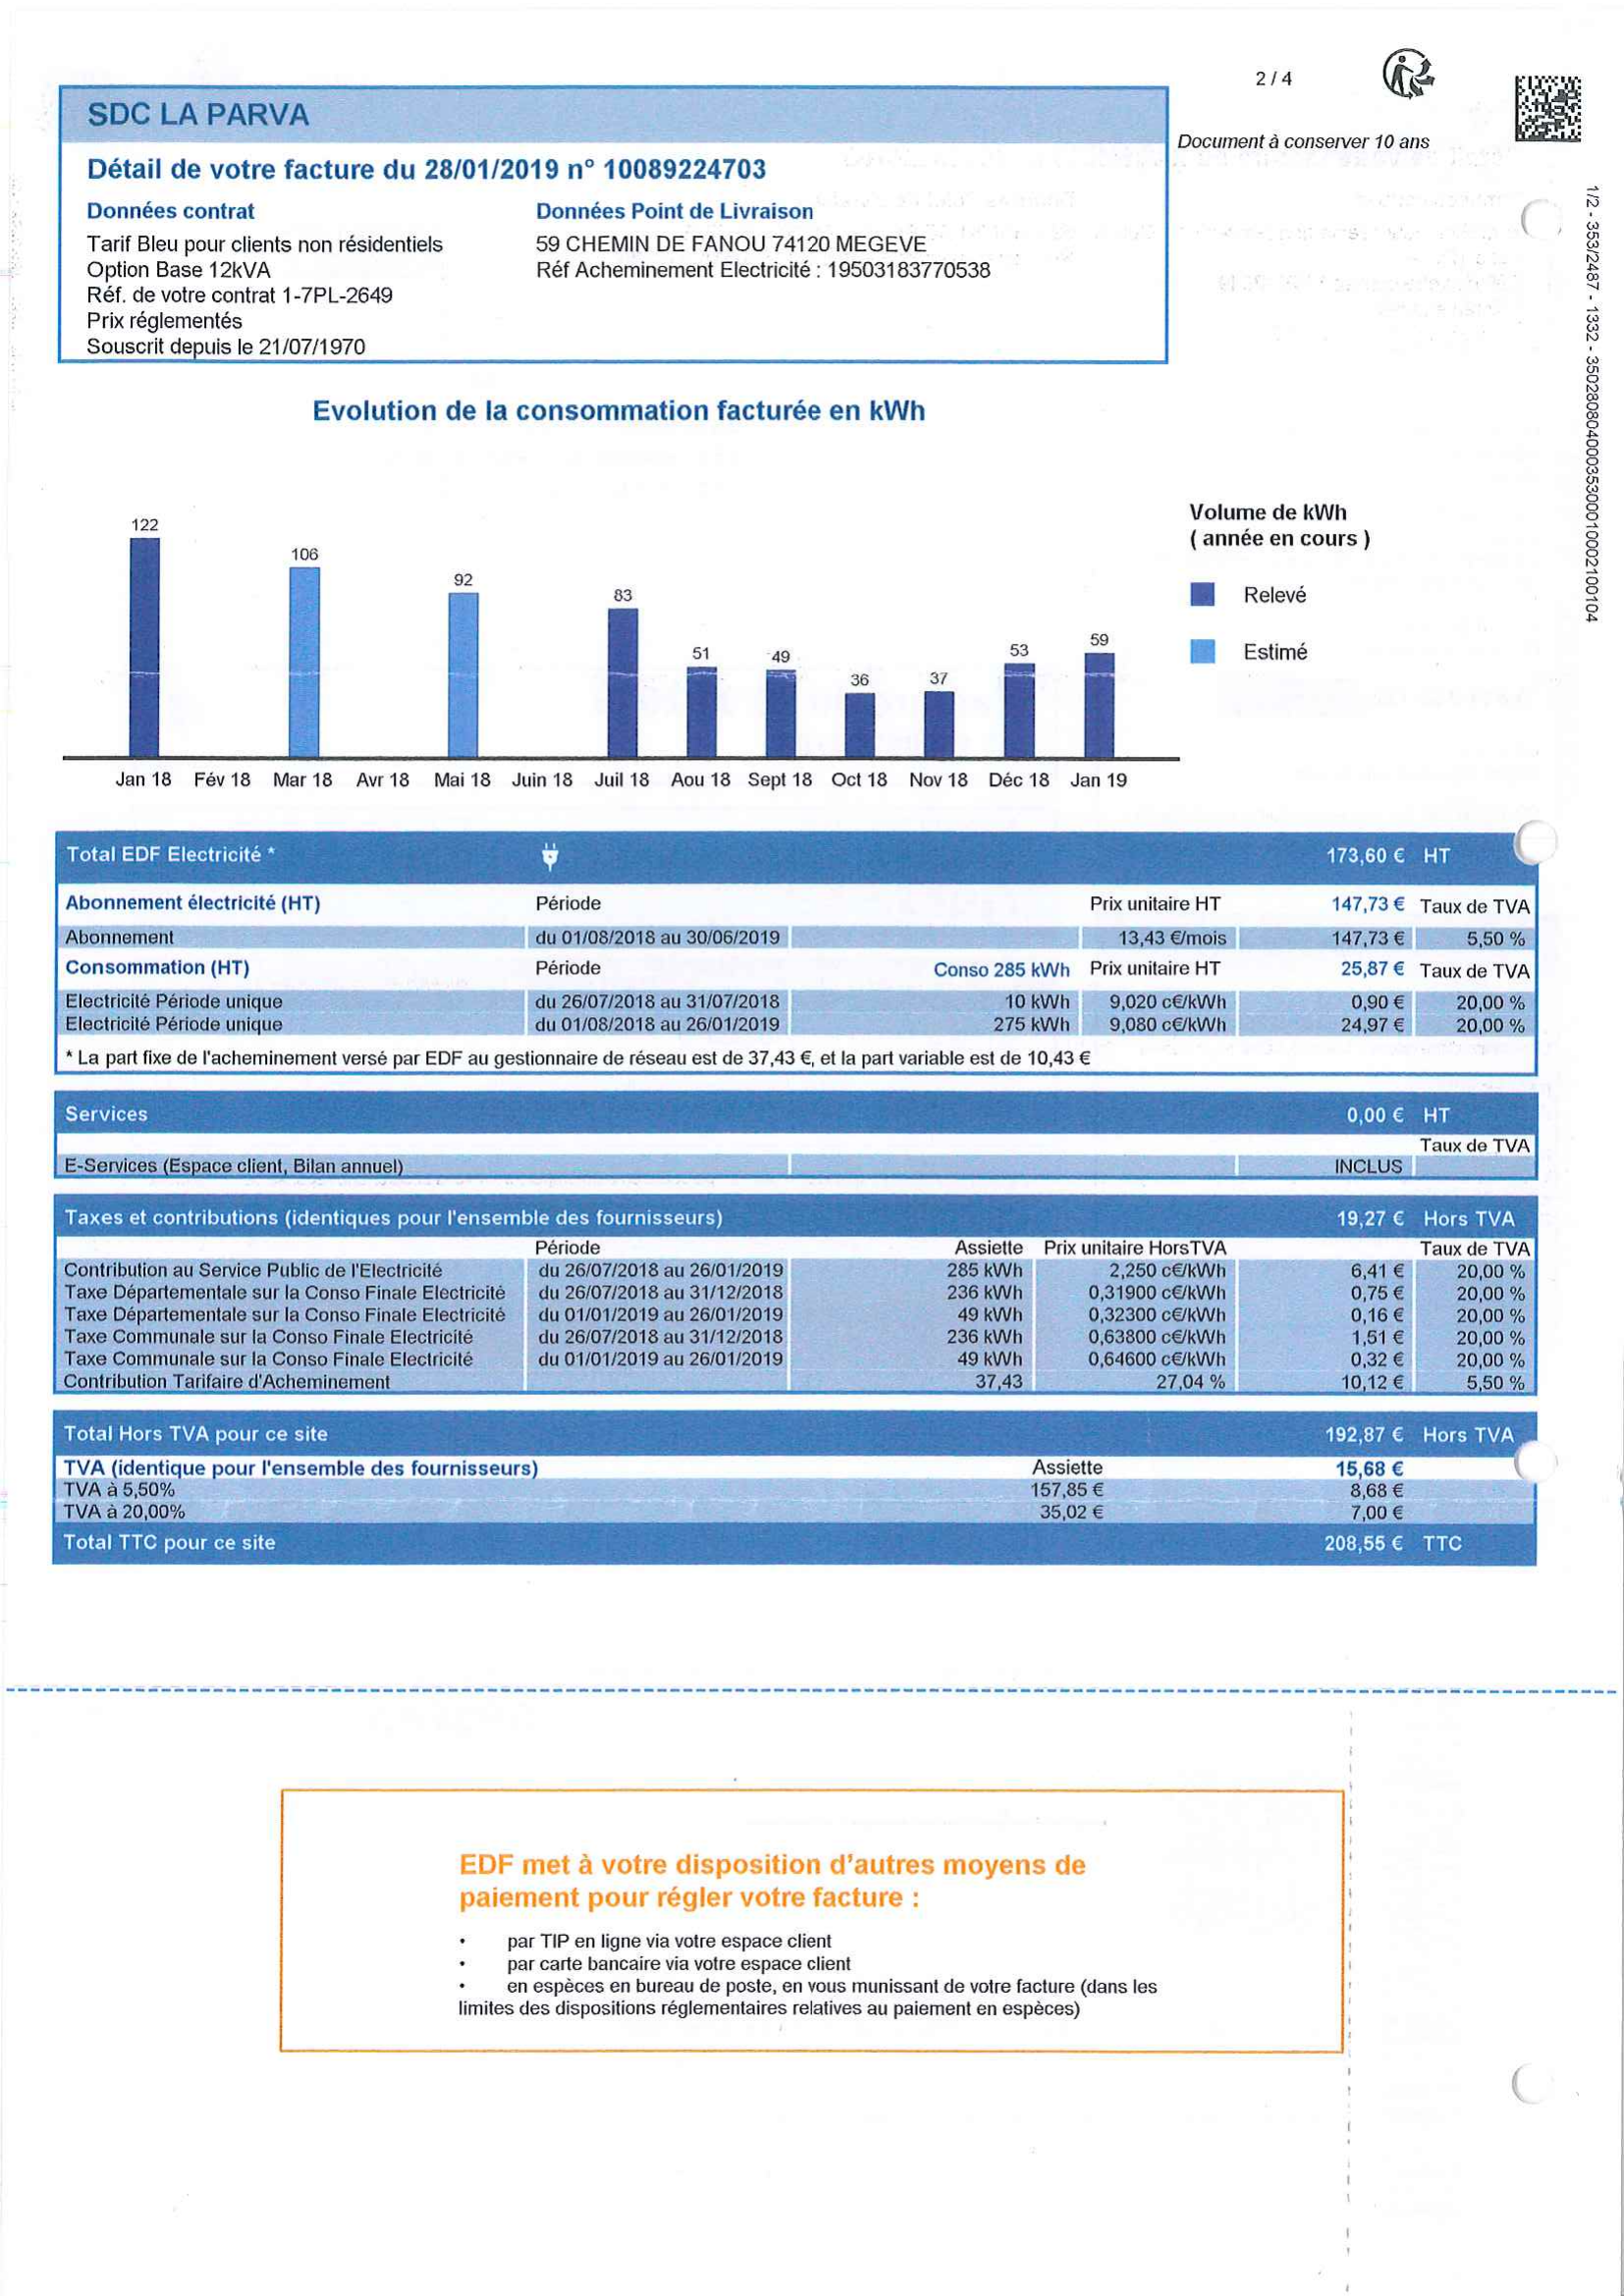 2 / 4
SDC LA PARVA
Document à conserver 10 ans
Détail de votre facture du 28/01/2019 n° 10089224703
Données contrat
Données Point de Livraison
Tarif Bleu pour clients non résidentiels
59 CHEMIN DE FANOU 74120 MEGEVE
Option Base 12kVA
Réf Acheminement Electricité : 19503183770538
Réf. de votre contrat 1-7PL-2649
Prix réglementés
Souscrit depuis le 21/07/1970
1/2 - 353/2487 - 1332 - 35028080400035300010002100104
Evolution de la consommation facturée en kWh
Volume de kWh
( année en cours )
Relevé
Estimé
122
106
92
83
51
49
36
37
53
59
Jan 18 Fév 18 Mar 18 Avr 18 Mai 18 Juin 18 Juil 18 Aou 18 Sept 18 Oct 18 Nov 18 Déc 18 Jan 19
Total EDF Electricité * 173,60 € HT
Abonnement électricité (HT) Période Prix unitaire HT 147,73 € Taux de TVA
Abonnement du 01/08/2018 au 30/06/2019 13,43 €/mois 147,73 € 5,50 %
Consommation (HT) Période Conso 285 kWh Prix unitaire HT 25,87 € Taux de TVA
Electricité Période unique du 26/07/2018 au 31/07/2018 10 kWh 9,020 c€/kWh 0,90 € 20,00 %
Electricité Période unique du 01/08/2018 au 26/01/2019 275 kWh 9,080 c€/kWh 24,97 € 20,00 %
* La part fixe de l'acheminement versé par EDF au gestionnaire de réseau est de 37,43 €, et la part variable est de 10,43 €
Services 0,00 € HT
Taux de TVA
E-Services (Espace client, Bilan annuel) INCLUS
Taxes et contributions (identiques pour l'ensemble des fournisseurs) 19,27 € Hors TVA
Période Assiette Prix unitaire HorsTVA Taux de TVA
Contribution au Service Public de l'Electricité du 26/07/2018 au 26/01/2019 285 kWh 2,250 c€/kWh 6,41 € 20,00 %
Taxe Départementale sur la Conso Finale Electricité du 26/07/2018 au 31/12/2018 236 kWh 0,31900 c€/kWh 0,75 € 20,00 %
Taxe Départementale sur la Conso Finale Electricité du 01/01/2019 au 26/01/2019 49 kWh 0,32300 c€/kWh 0,16 € 20,00 %
Taxe Communale sur la Conso Finale Electricité du 26/07/2018 au 31/12/2018 236 kWh 0,63800 c€/kWh 1,51 € 20,00 %
Taxe Communale sur la Conso Finale Electricité du 01/01/2019 au 26/01/2019 49 kWh 0,64600 c€/kWh 0,32 € 20,00 %
Contribution Tarifaire d'Acheminement 37,43 27,04 % 10,12 € 5,50 %
Total Hors TVA pour ce site 192,87 € Hors TVA
TVA (identique pour l'ensemble des fournisseurs) Assiette 15,68 €
TVA à 5,50% 157,85 € 8,68 €
TVA à 20,00% 35,02 € 7,00 €
Total TTC pour ce site 208,55 € TTC
EDF met à votre disposition d'autres moyens de
paiement pour régler votre facture :
• par TIP en ligne via votre espace client
• par carte bancaire via votre espace client
• en espèces en bureau de poste, en vous munissant de votre facture (dans les
limites des dispositions réglementaires relatives au paiement en espèces)